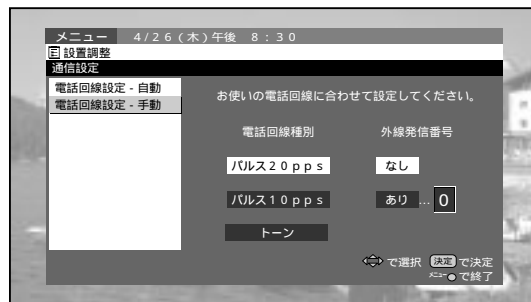 メニュー 4/26(木)午後 8:30
設置調整
通信設定
電話回線設定 - 自動
電話回線設定 - 手動
お使いの電話回線に合わせて設定してください。
電話回線種別 外線発信番号
パルス20pps なし
パルス10pps あり … 0
トーン
で選択 決定 で決定
メニュー で終了